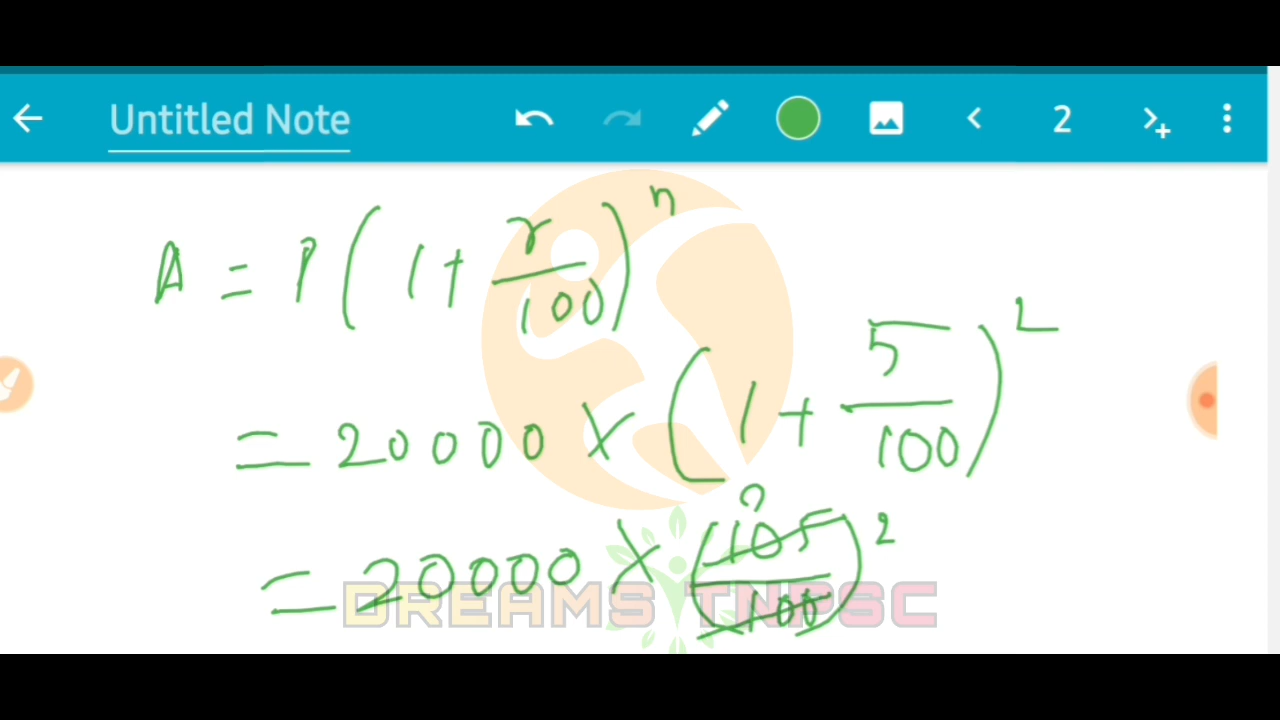 Untitled Note
2
A = P(1 + r/100)^n
= 20000 × (1 + 5/100)^2
= 20000 × (105/100)^2
DREAMS TNPSC